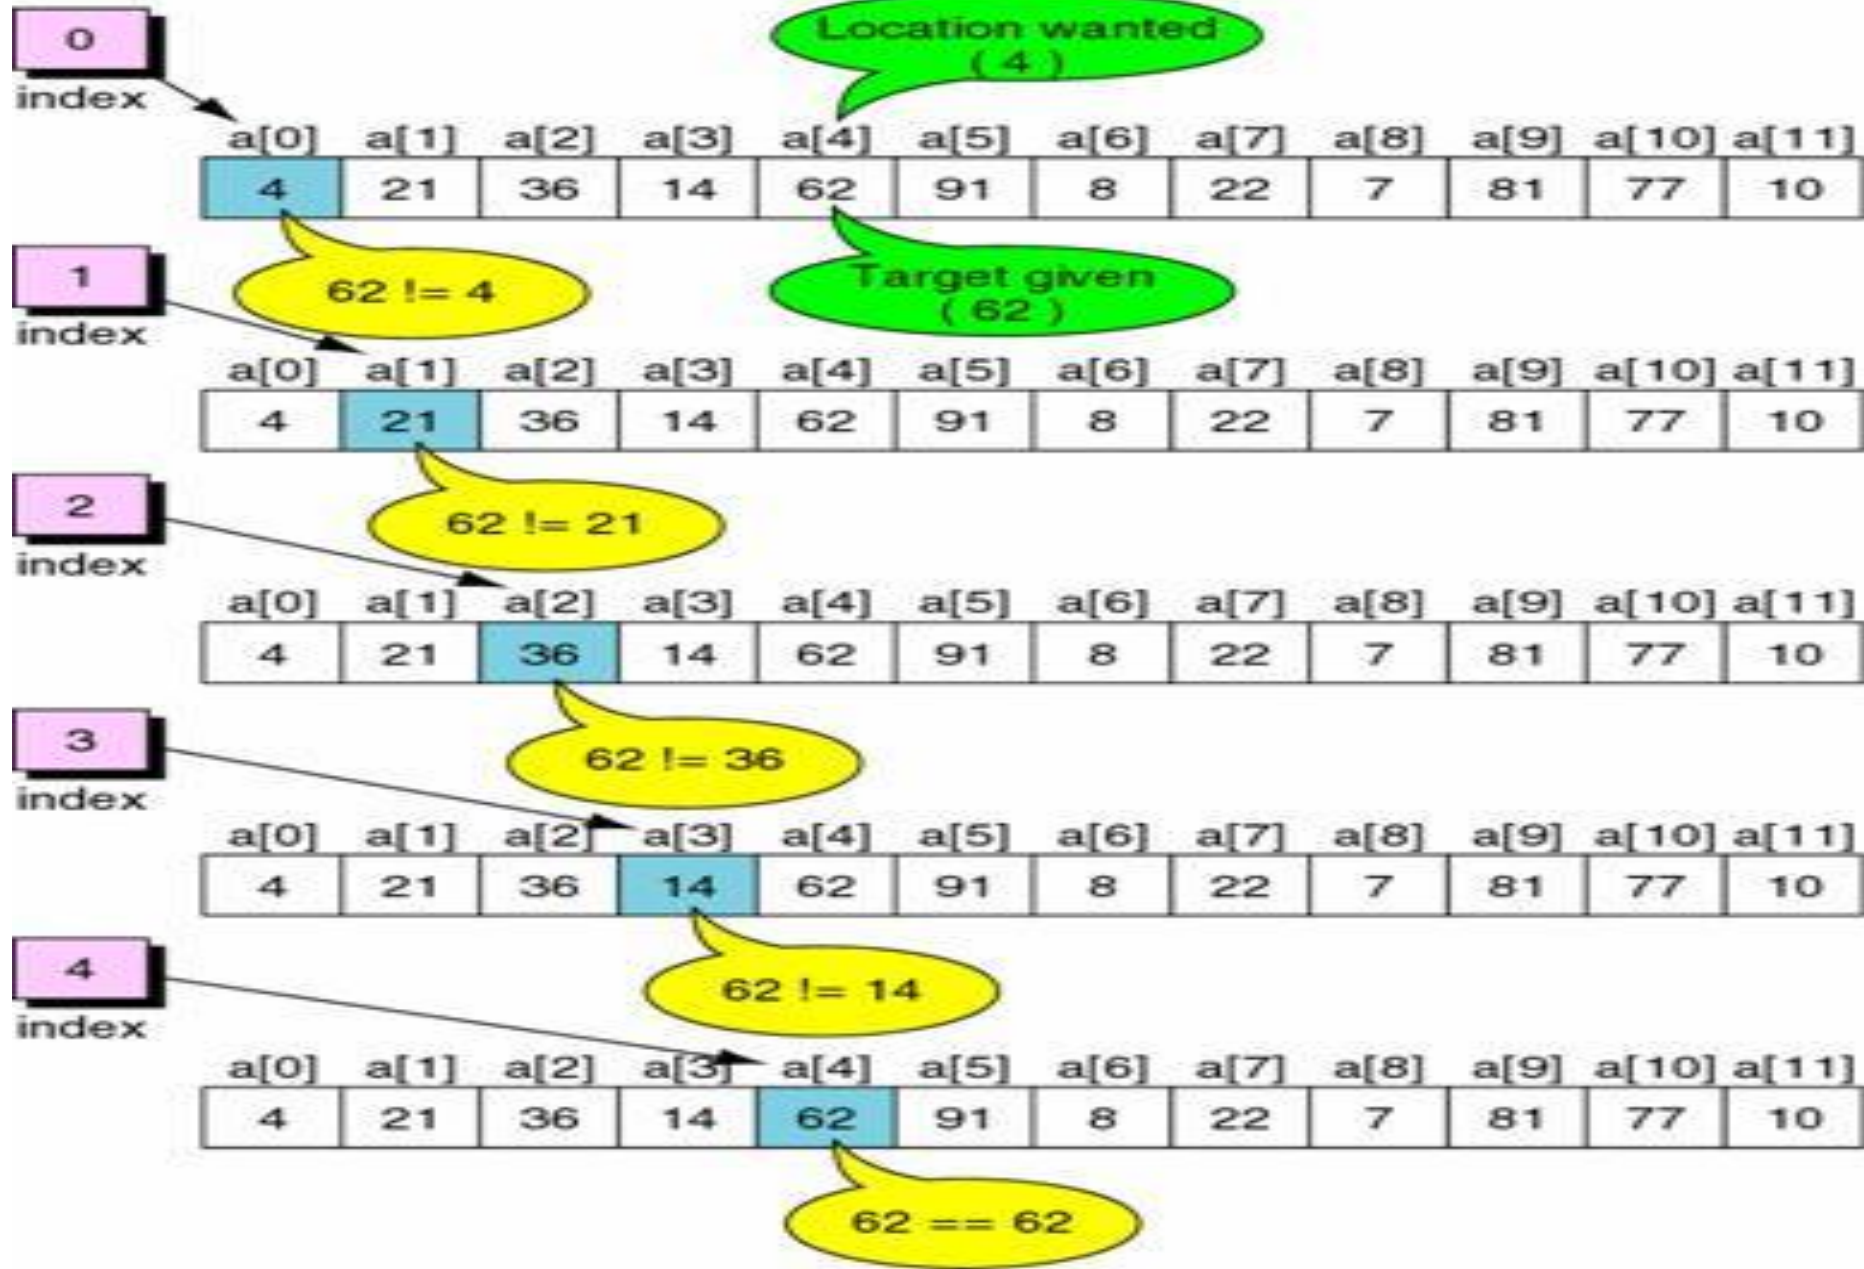 0
Location wanted
( 4 )
index
a[0] a[1] a[2] a[3] a[4] a[5] a[6] a[7] a[8] a[9] a[10] a[11]
4 21 36 14 62 91 8 22 7 81 77 10
1
62 != 4
Target given
( 62 )
index
a[0] a[1] a[2] a[3] a[4] a[5] a[6] a[7] a[8] a[9] a[10] a[11]
4 21 36 14 62 91 8 22 7 81 77 10
2
62 != 21
index
a[0] a[1] a[2] a[3] a[4] a[5] a[6] a[7] a[8] a[9] a[10] a[11]
4 21 36 14 62 91 8 22 7 81 77 10
3
62 != 36
index
a[0] a[1] a[2] a[3] a[4] a[5] a[6] a[7] a[8] a[9] a[10] a[11]
4 21 36 14 62 91 8 22 7 81 77 10
4
62 != 14
index
a[0] a[1] a[2] a[3] a[4] a[5] a[6] a[7] a[8] a[9] a[10] a[11]
4 21 36 14 62 91 8 22 7 81 77 10
62 == 62